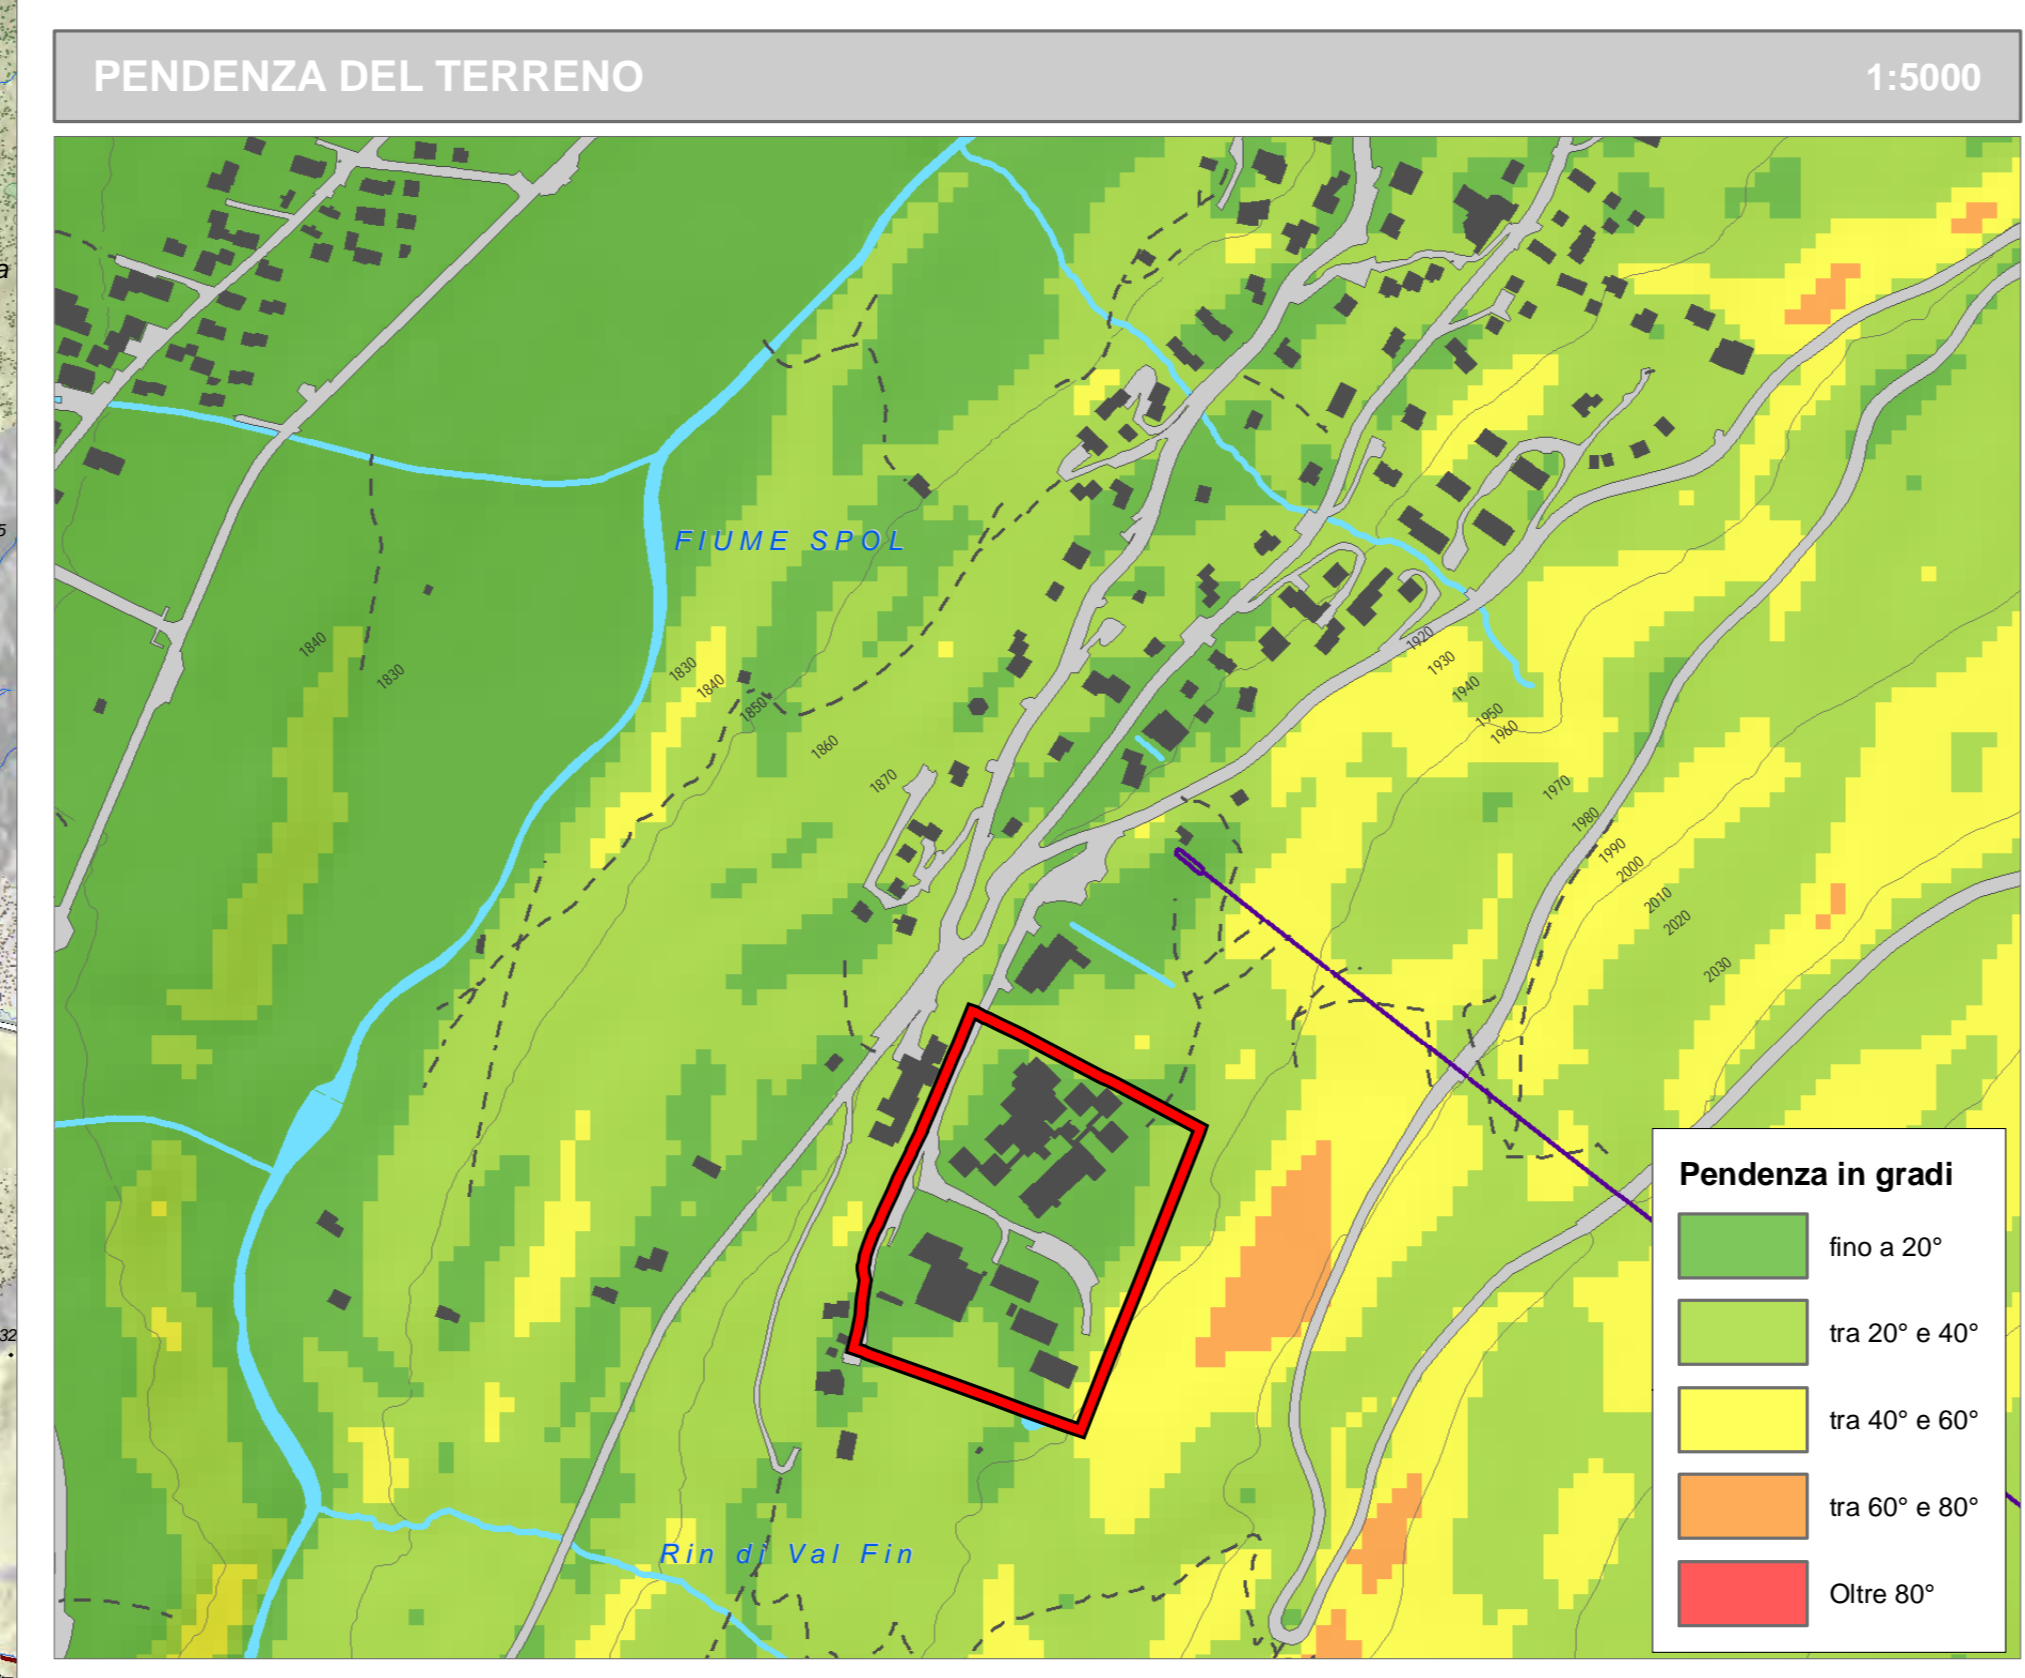 PENDENZA DEL TERRENO
1:5000
a
5
32
FIUME SPOL
1840
1830
1830
1840
1850
1860
1870
1920
1930
1940
1950
1960
1970
1980
1990
2000
2010
2020
2030
Rin di Val Fin
Pendenza in gradi
fino a 20°
tra 20° e 40°
tra 40° e 60°
tra 60° e 80°
Oltre 80°